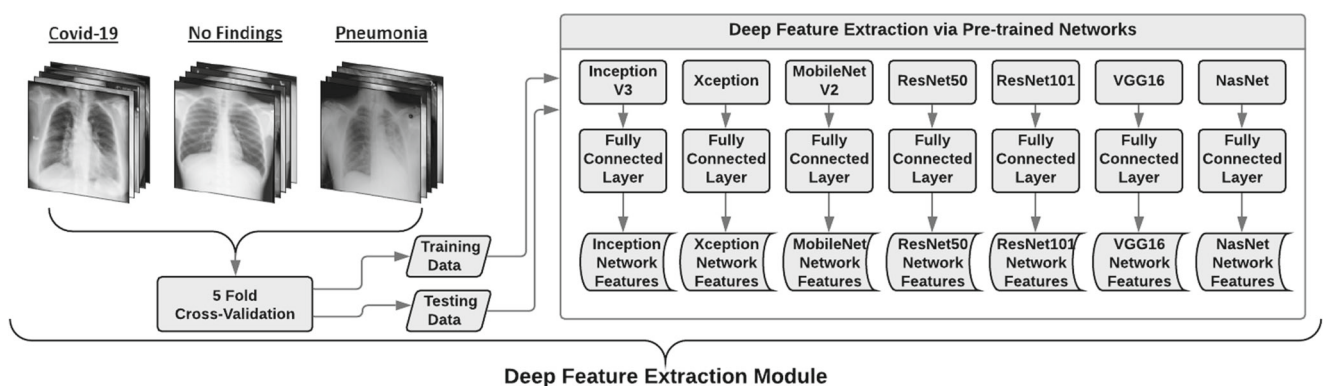 Covid-19
No Findings
Pneumonia
5 Fold
Cross-Validation
Training
Data
Testing
Data
Deep Feature Extraction via Pre-trained Networks
Inception
V3
Xception
MobileNet
V2
ResNet50
ResNet101
VGG16
NasNet
Fully
Connected
Layer
Fully
Connected
Layer
Fully
Connected
Layer
Fully
Connected
Layer
Fully
Connected
Layer
Fully
Connected
Layer
Fully
Connected
Layer
Inception
Network
Features
Xception
Network
Features
MobileNet
Network
Features
ResNet50
Network
Features
ResNet101
Network
Features
VGG16
Network
Features
NasNet
Network
Features
Deep Feature Extraction Module